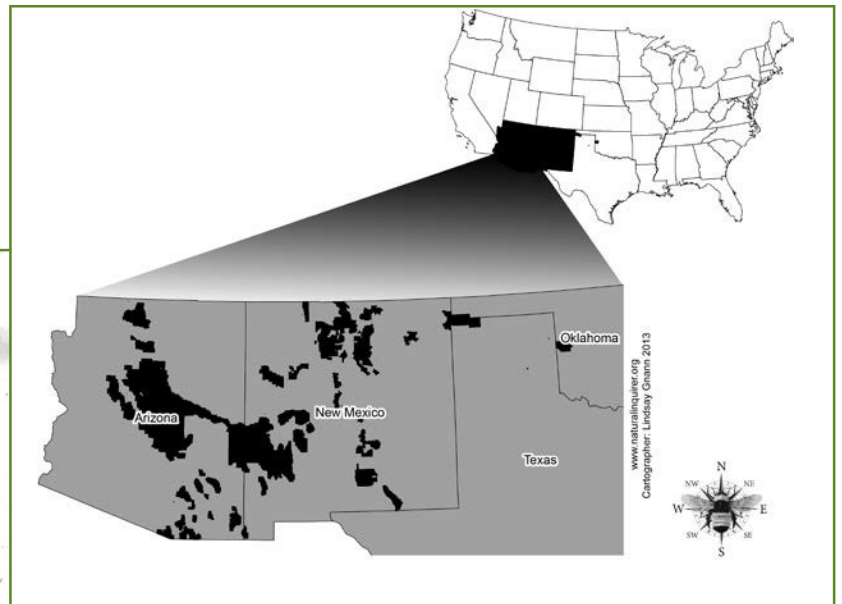 Oklahoma
Arizona
New Mexico
Texas
www.naturalinquirer.org
Cartographer: Lindsay Gnann 2013
N
NW
NE
W
E
SW
SE
S